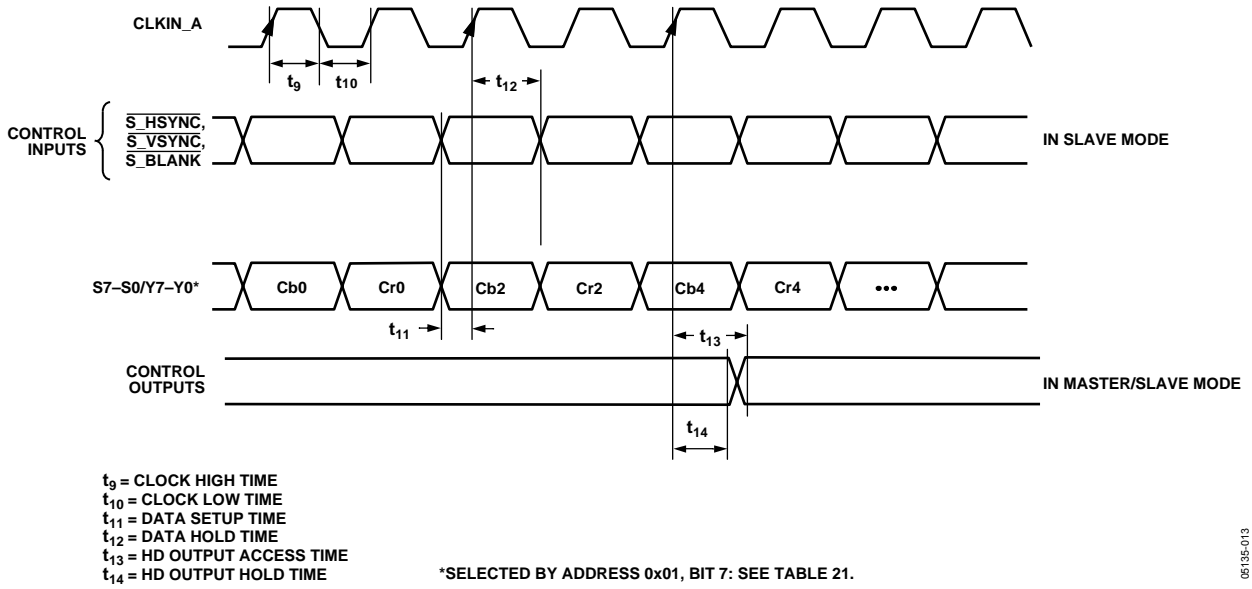 CLKIN_A
t9
t10
t12
CONTROL
INPUTS
S_HSYNC,
S_VSYNC,
S_BLANK
IN SLAVE MODE
S7–S0/Y7–Y0*
Cb0
Cr0
Cb2
Cr2
Cb4
Cr4
•••
t11
t13
CONTROL
OUTPUTS
IN MASTER/SLAVE MODE
t14
t9 = CLOCK HIGH TIME
t10 = CLOCK LOW TIME
t11 = DATA SETUP TIME
t12 = DATA HOLD TIME
t13 = HD OUTPUT ACCESS TIME
t14 = HD OUTPUT HOLD TIME
*SELECTED BY ADDRESS 0x01, BIT 7: SEE TABLE 21.
05135-013